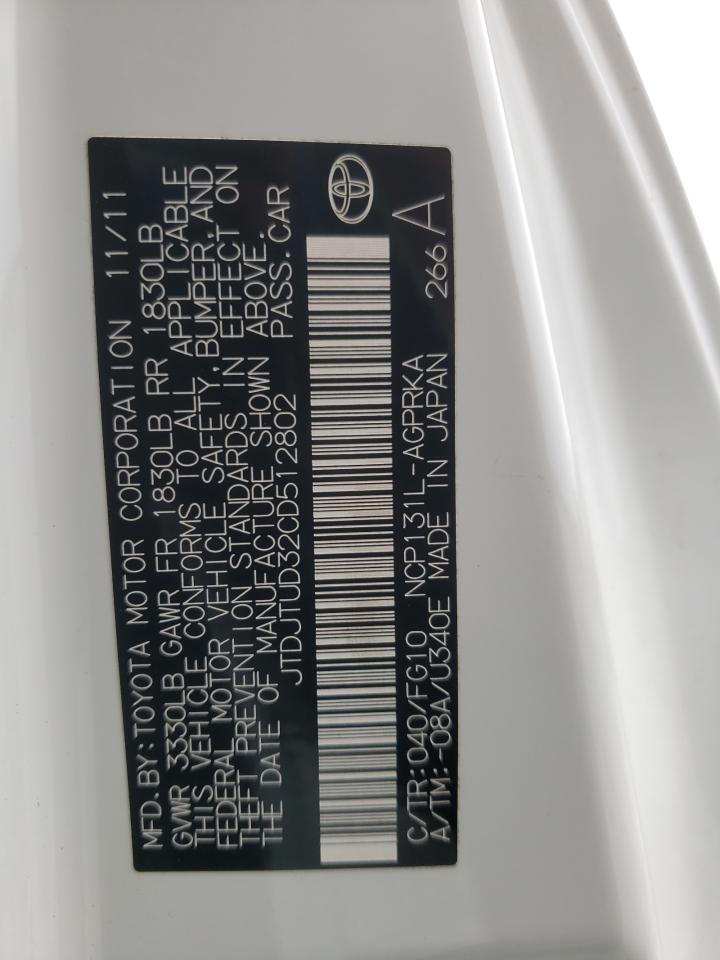 MFD. BY: TOYOTA MOTOR CORPORATION 11/11
GVWR 3330LB GAWR FR 1830LB RR 1830LB
THIS VEHICLE CONFORMS TO ALL APPLICABLE
FEDERAL MOTOR VEHICLE SAFETY, BUMPER, AND
THEFT PREVENTION STANDARDS IN EFFECT ON
THE DATE OF MANUFACTURE SHOWN ABOVE.
JTDJTUD32CD512802 PASS. CAR
C/TR: 040/FG10 NCP131L-AGPRKA 266 A
A/TM: -08A/U340E MADE IN JAPAN